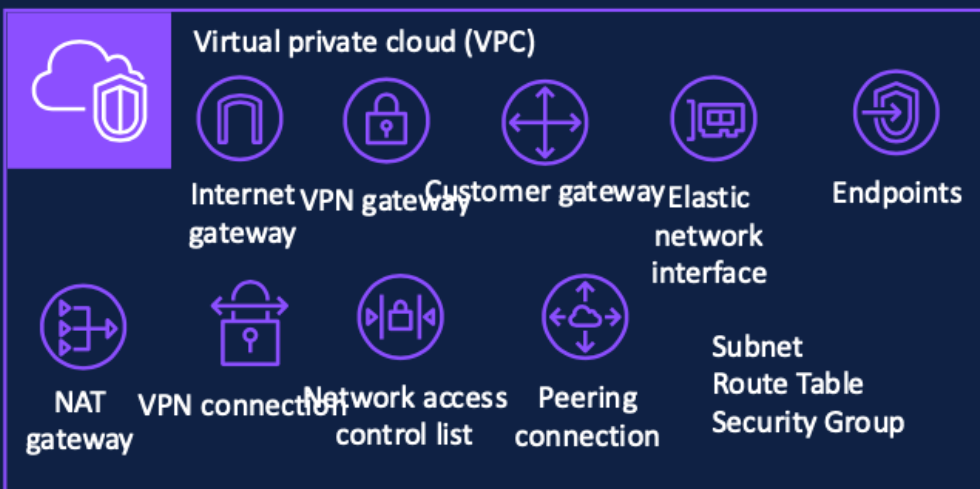 Virtual private cloud (VPC)
Internet
gateway
VPN gateway
Customer gateway
Elastic
network
interface
Endpoints
NAT
gateway
VPN connection
Network access
control list
Peering
connection
Subnet
Route Table
Security Group